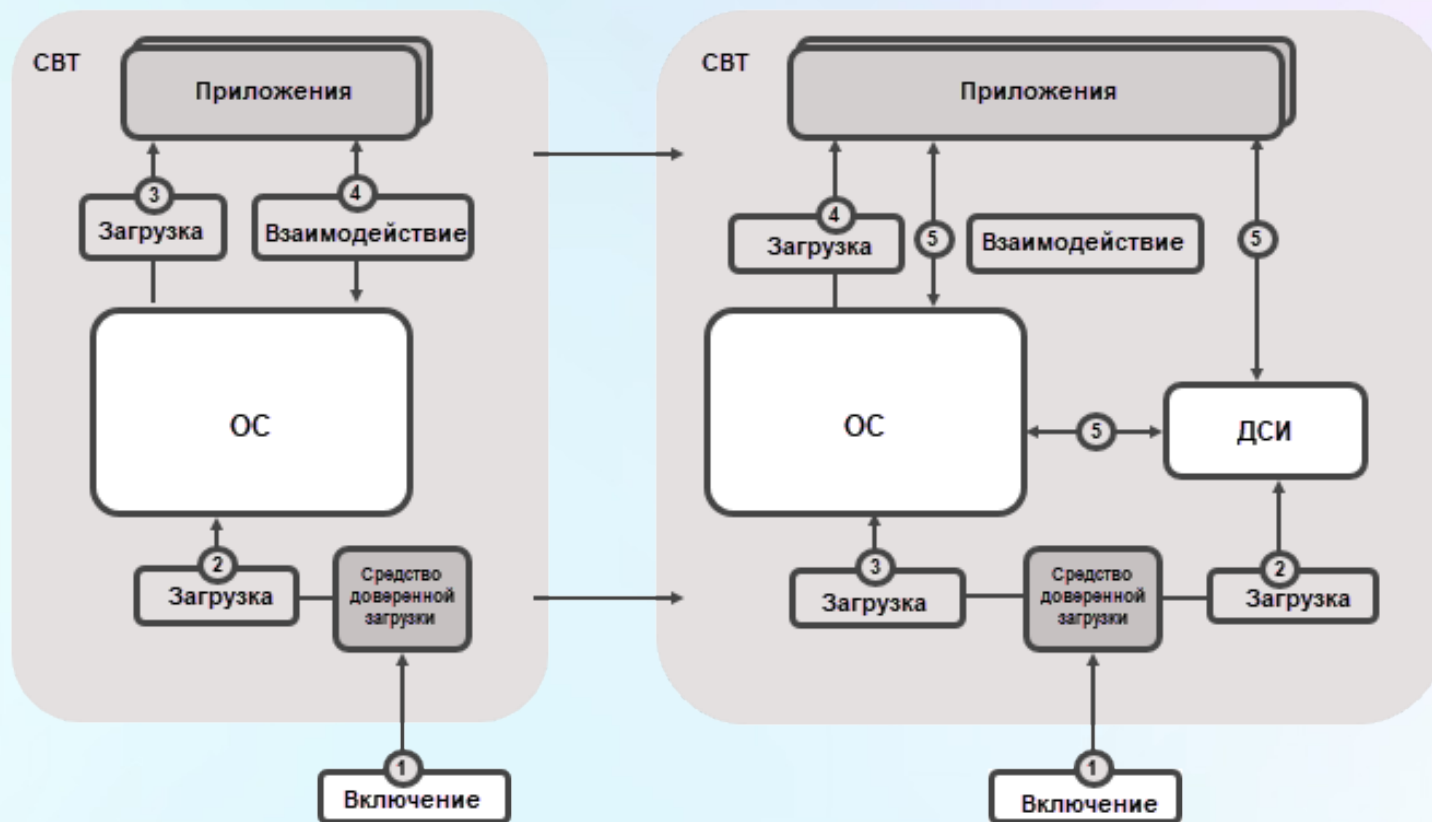 СВТ
Приложения
3
4
Загрузка
Взаимодействие
ОС
2
Загрузка
Средство
доверенной
загрузки
1
Включение
СВТ
Приложения
4
5
5
Загрузка
Взаимодействие
ОС
5
ДСИ
3
Загрузка
Средство
доверенной
загрузки
2
Загрузка
1
Включение